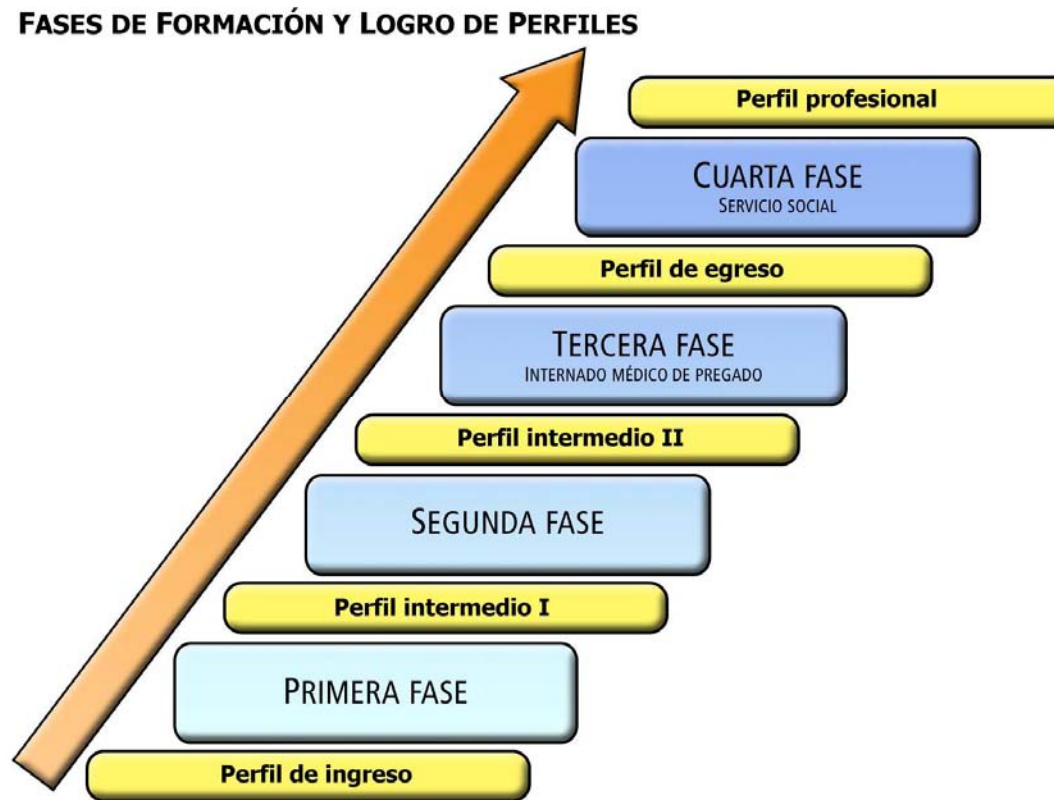 FASES DE FORMACIÓN Y LOGRO DE PERFILES
Perfil profesional
CUARTA FASE
SERVICIO SOCIAL
Perfil de egreso
TERCERA FASE
INTERNADO MÉDICO DE PREGADO
Perfil intermedio II
SEGUNDA FASE
Perfil intermedio I
PRIMERA FASE
Perfil de ingreso